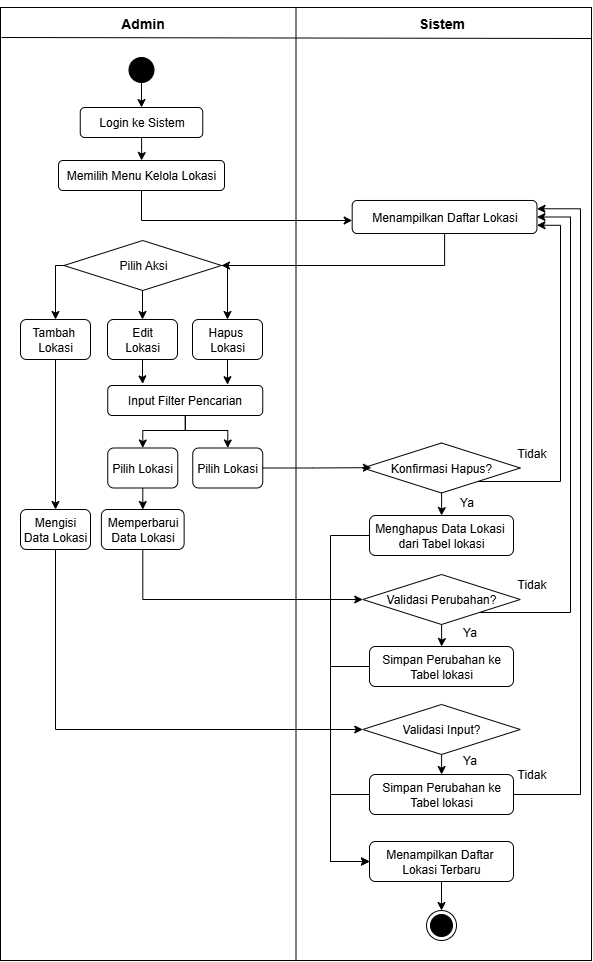 Admin
Sistem
Login ke Sistem
Memilih Menu Kelola Lokasi
Menampilkan Daftar Lokasi
Pilih Aksi
Tambah
Lokasi
Edit
Lokasi
Hapus
Lokasi
Input Filter Pencarian
Pilih Lokasi
Pilih Lokasi
Konfirmasi Hapus?
Tidak
Ya
Mengisi
Data Lokasi
Memperbarui
Data Lokasi
Menghapus Data Lokasi
dari Tabel lokasi
Validasi Perubahan?
Tidak
Ya
Simpan Perubahan ke
Tabel lokasi
Validasi Input?
Ya
Tidak
Simpan Perubahan ke
Tabel lokasi
Menampilkan Daftar
Lokasi Terbaru